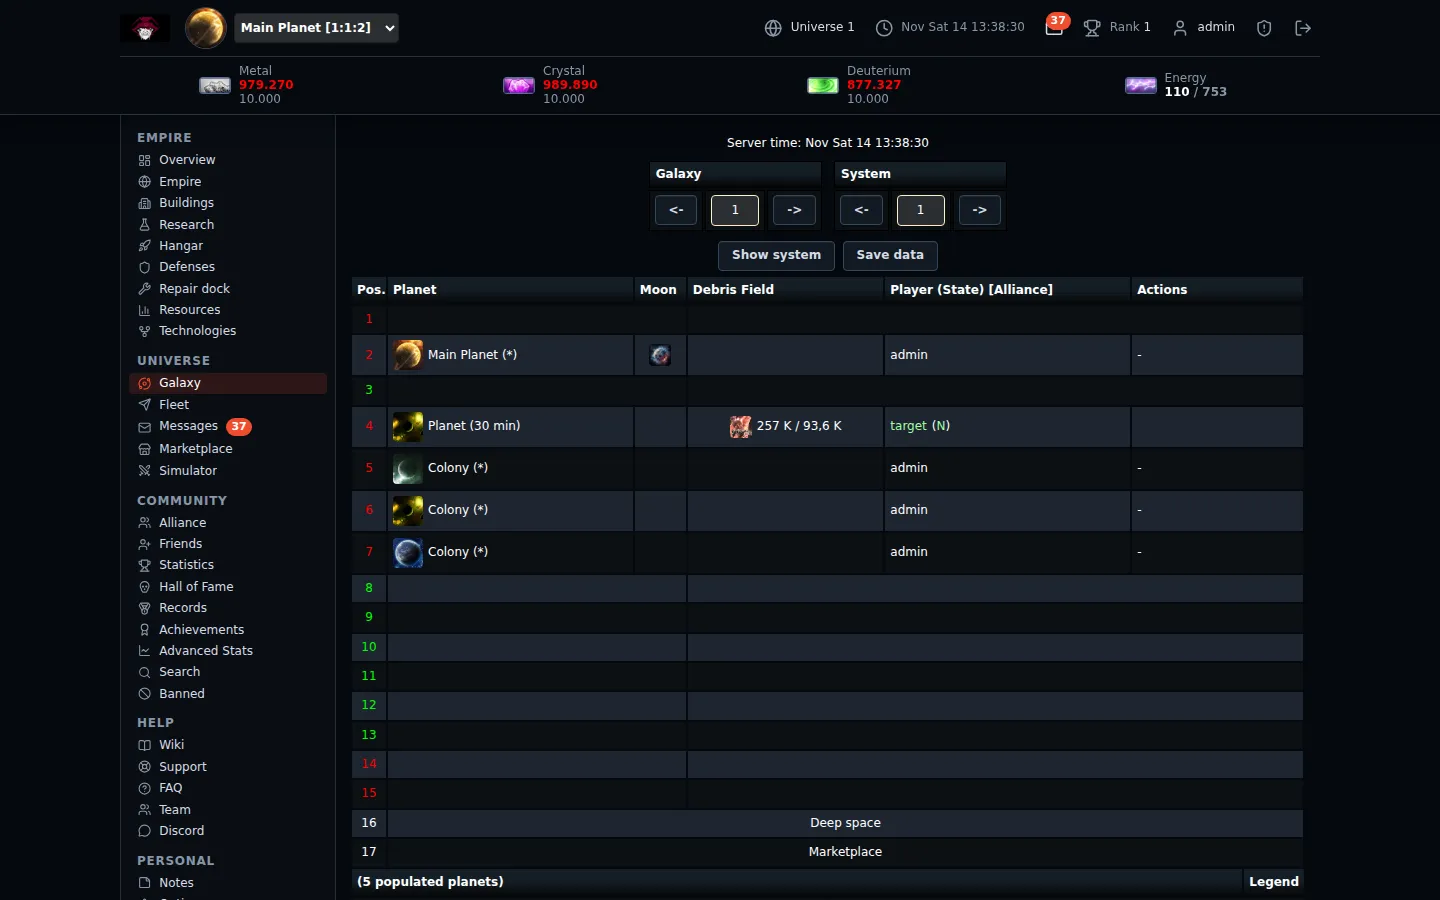 Main Planet [1:1:2]
Universe 1
Nov Sat 14 13:38:30
37
Rank 1
admin
Metal
979.270
10.000
Crystal
989.890
10.000
Deuterium
877.327
10.000
Energy
110 / 753
EMPIRE
Overview
Empire
Buildings
Research
Hangar
Defenses
Repair dock
Resources
Technologies
UNIVERSE
Galaxy
Fleet
Messages 37
Marketplace
Simulator
COMMUNITY
Alliance
Friends
Statistics
Hall of Fame
Records
Achievements
Advanced Stats
Search
Banned
HELP
Wiki
Support
FAQ
Team
Discord
PERSONAL
Notes
Server time: Nov Sat 14 13:38:30
Galaxy System
<- 1 -> <- 1 ->
Show system Save data
Pos. Planet Moon Debris Field Player (State) [Alliance] Actions
1
2 Main Planet (*) admin -
3
4 Planet (30 min) 257 K / 93,6 K target (N)
5 Colony (*) admin -
6 Colony (*) admin -
7 Colony (*) admin -
8
9
10
11
12
13
14
15
16 Deep space
17 Marketplace
(5 populated planets) Legend